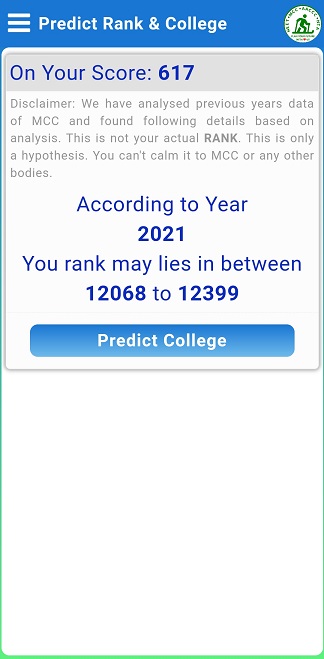 Predict Rank & College
On Your Score: 617
Disclaimer: We have analysed previous years data
of MCC and found following details based on
analysis. This is not your actual RANK. This is only
a hypothesis. You can't calm it to MCC or any other
bodies.
According to Year
2021
You rank may lies in between
12068 to 12399
Predict College